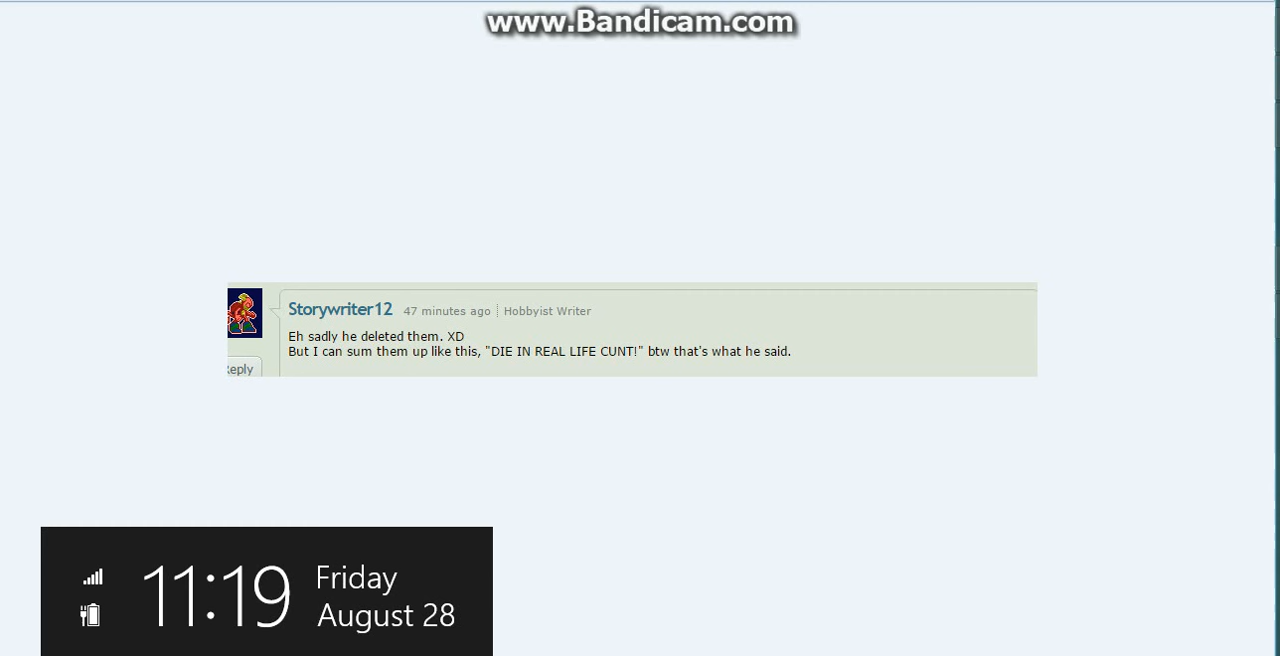 www.Bandicam.com
Storywriter12 47 minutes ago Hobbyist Writer
Eh sadly he deleted them. XD
But I can sum them up like this, "DIE IN REAL LIFE CUNT!" btw that's what he said.
Reply
11:19 Friday
August 28